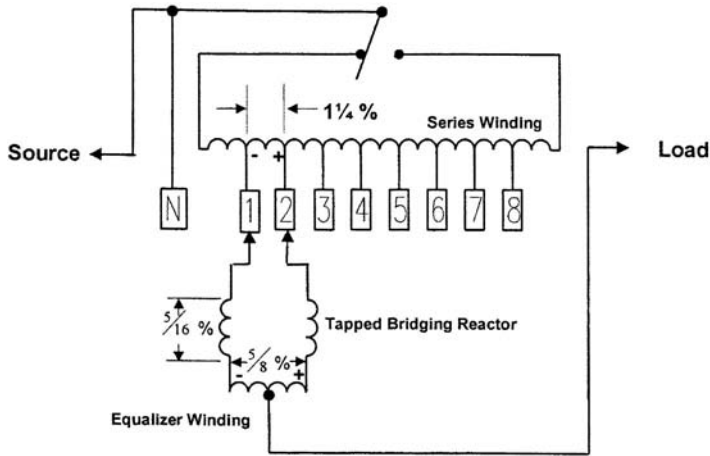 1¼ %
Series Winding
- +
Source
Load
N 1 2 3 4 5 6 7 8
5/16 %
Tapped Bridging Reactor
5/8 %
- +
Equalizer Winding